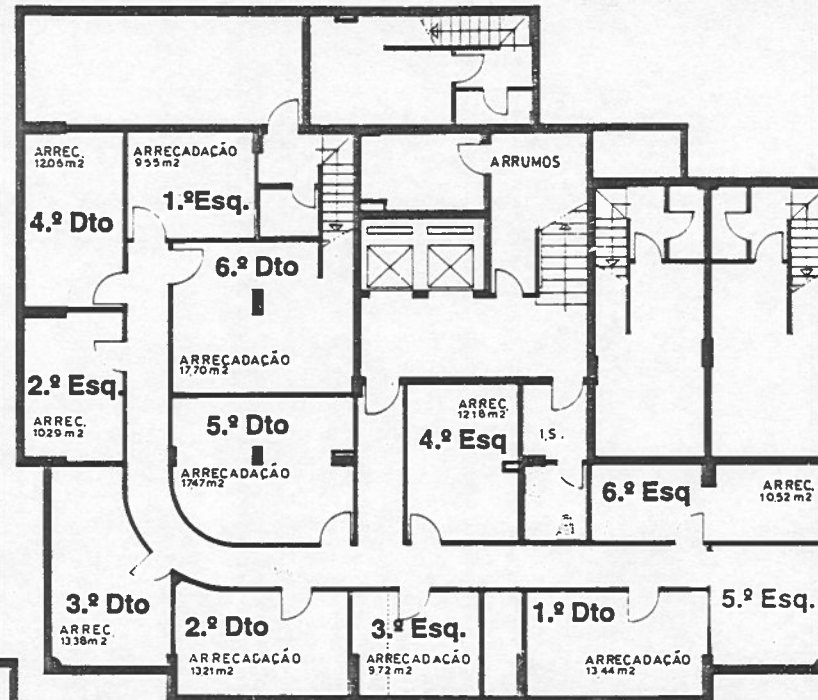 ARREC.
12.06 m2
4.º Dto
ARRECADAÇÃO
9.55 m2
1.ºEsq.
ARRUMOS
6.º Dto
ARRECADAÇÃO
17.70 m2
2.º Esq
ARREC.
10.29 m2
5.º Dto
ARRECADAÇÃO
17.47 m2
ARREC.
12.18 m2
4.º Esq
I.S.
6.º Esq
ARREC.
10.52 m2
3.º Dto
ARREC.
13.38 m2
2.º Dto
ARRECADAÇÃO
13.21 m2
3.º Esq.
ARRECADAÇÃO
9.72 m2
1.º Dto
ARRECADAÇÃO
13.44 m2
5.º Esq.